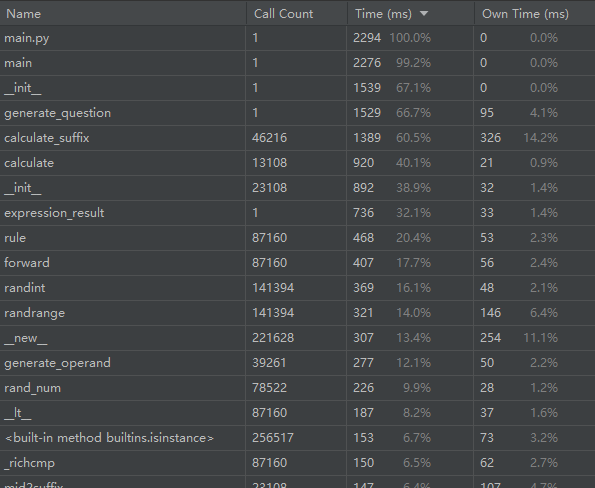 Name Call Count Time (ms) Own Time (ms)
main.py 1 2294 100.0% 0 0.0%
main 1 2276 99.2% 0 0.0%
__init__ 1 1539 67.1% 0 0.0%
generate_question 1 1529 66.7% 95 4.1%
calculate_suffix 46216 1389 60.5% 326 14.2%
calculate 13108 920 40.1% 21 0.9%
__init__ 23108 892 38.9% 32 1.4%
expression_result 1 736 32.1% 33 1.4%
rule 87160 468 20.4% 53 2.3%
forward 87160 407 17.7% 56 2.4%
randint 141394 369 16.1% 48 2.1%
randrange 141394 321 14.0% 146 6.4%
__new__ 221628 307 13.4% 254 11.1%
generate_operand 39261 277 12.1% 50 2.2%
rand_num 78522 226 9.9% 28 1.2%
__lt__ 87160 187 8.2% 37 1.6%
<built-in method builtins.isinstance> 256517 153 6.7% 73 3.2%
_richcmp 87160 150 6.5% 62 2.7%
mid2suffix 23108 147 6.4% 107 4.7%